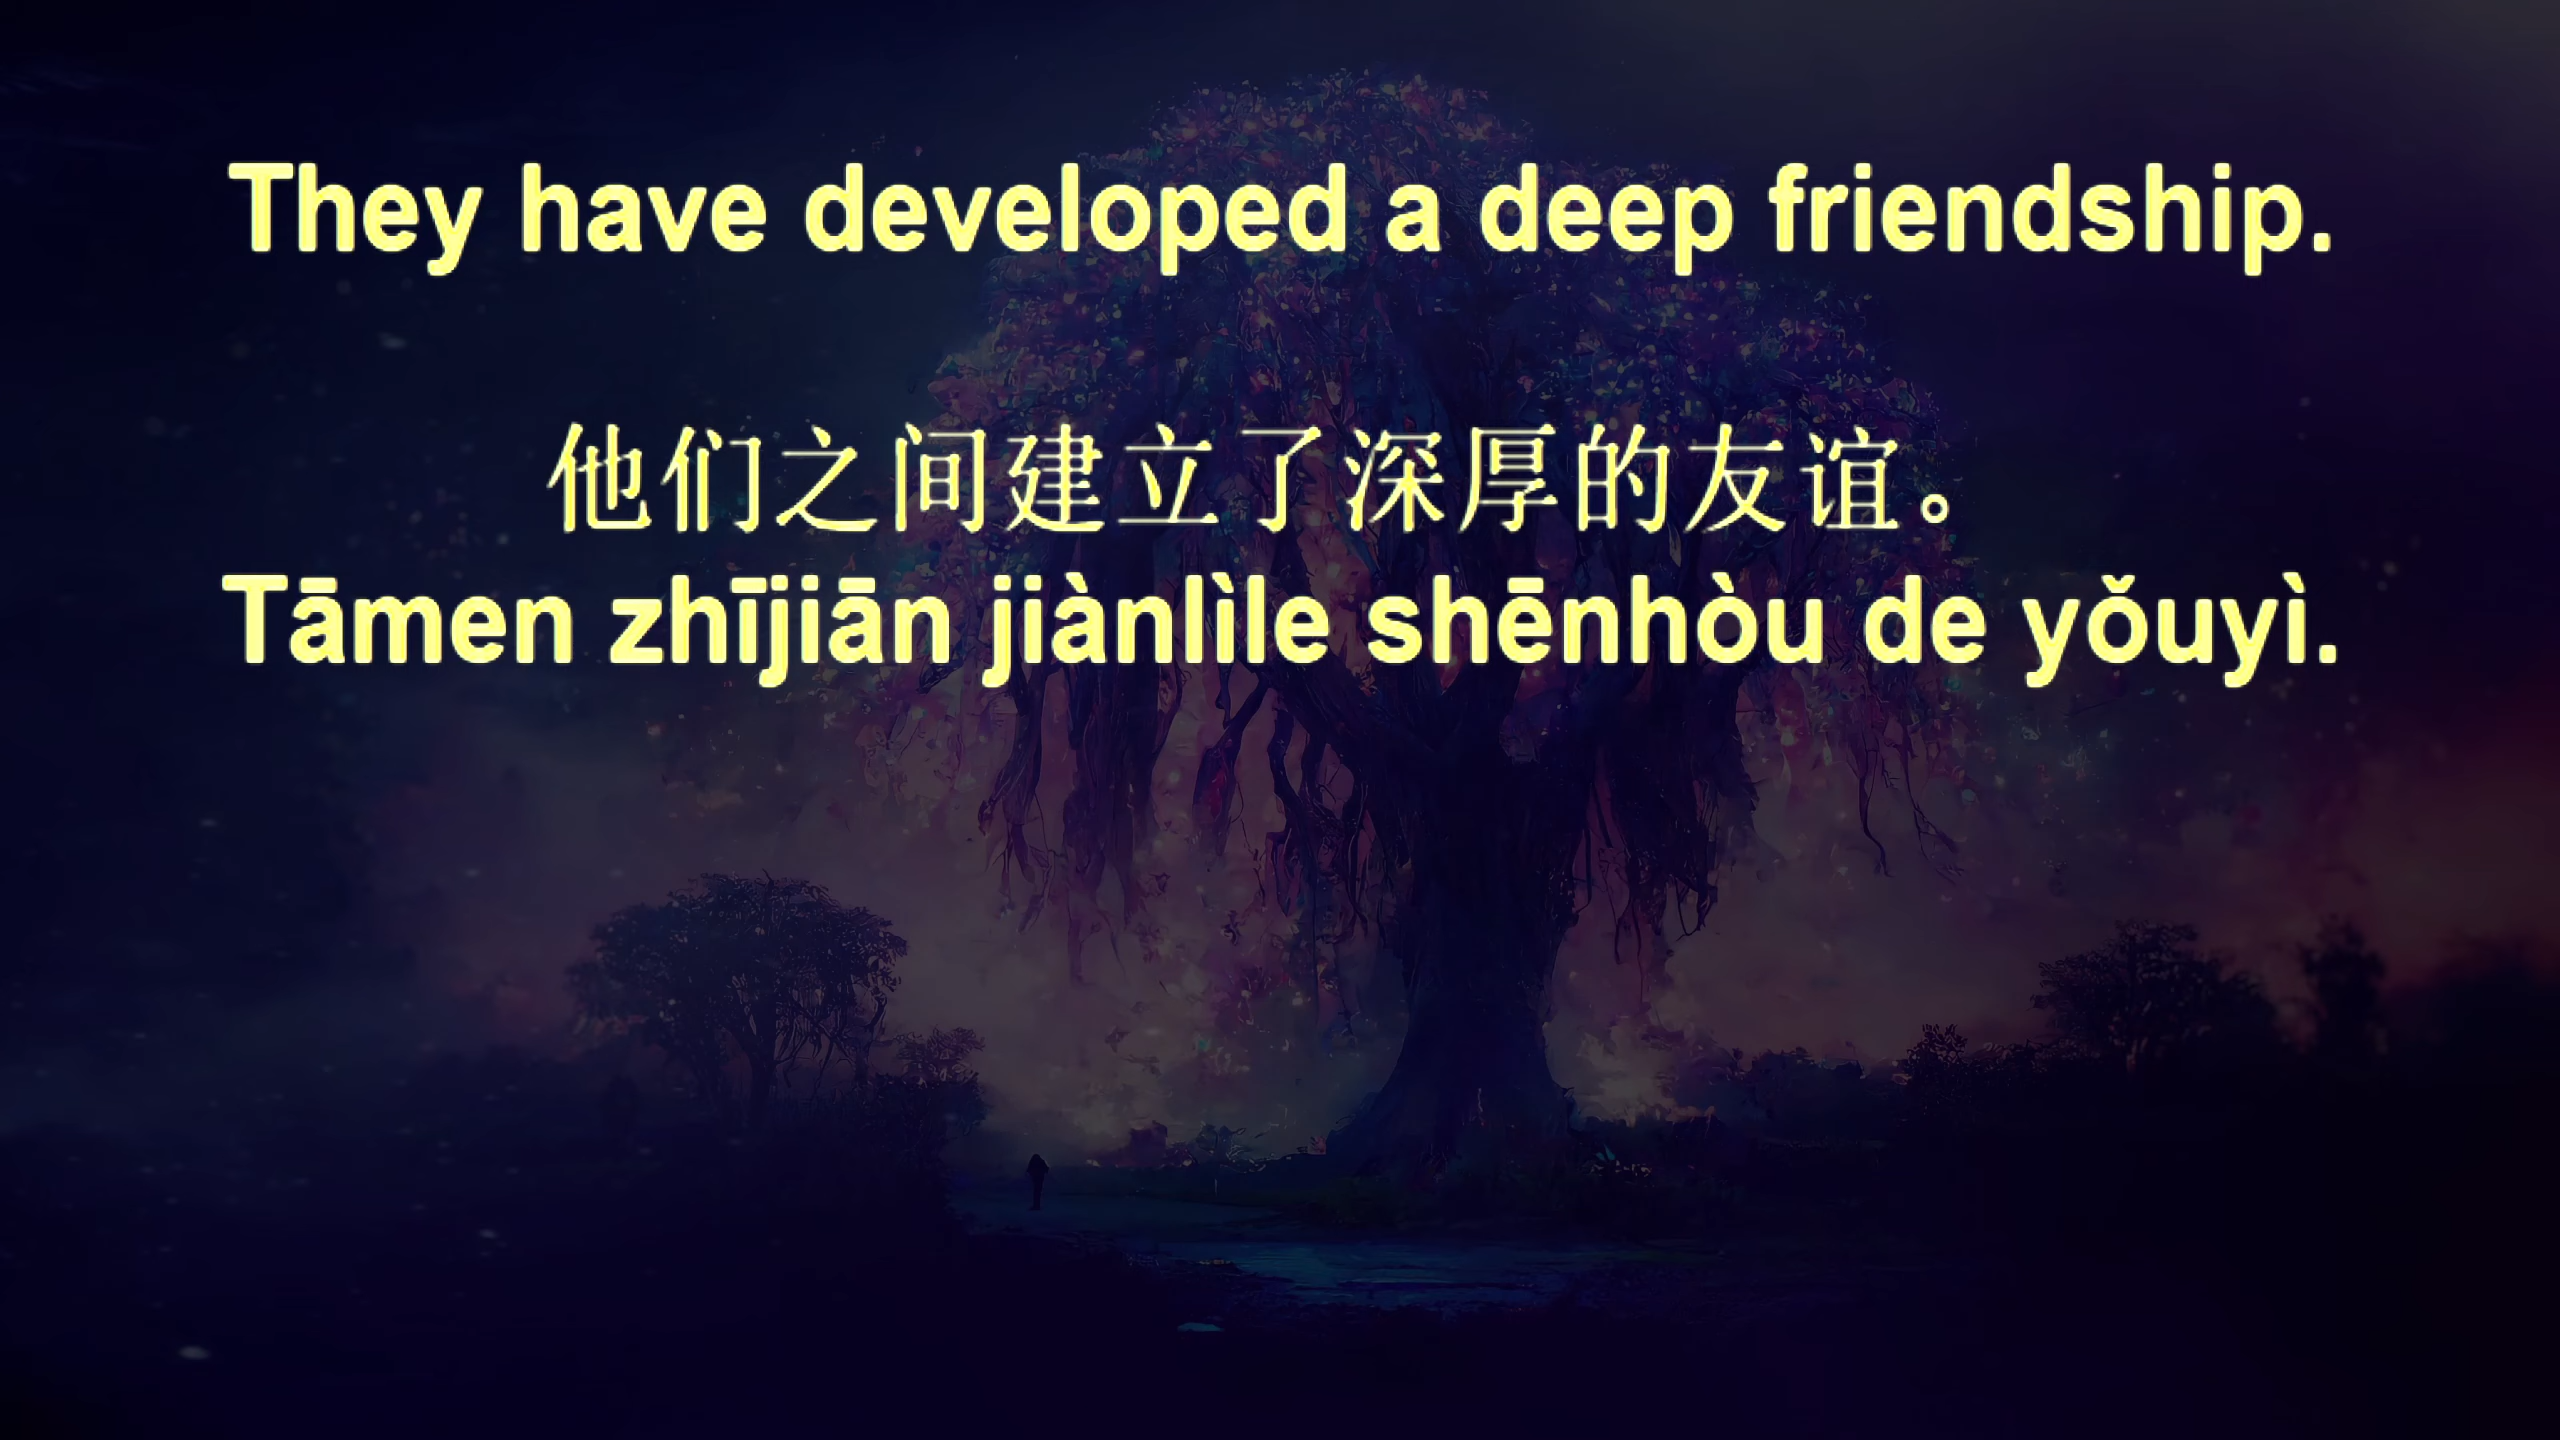 They have developed a deep friendship.
他们之间建立了深厚的友谊。
Tāmen zhījiān jiànlìle shēnhòu de yǒuyì.